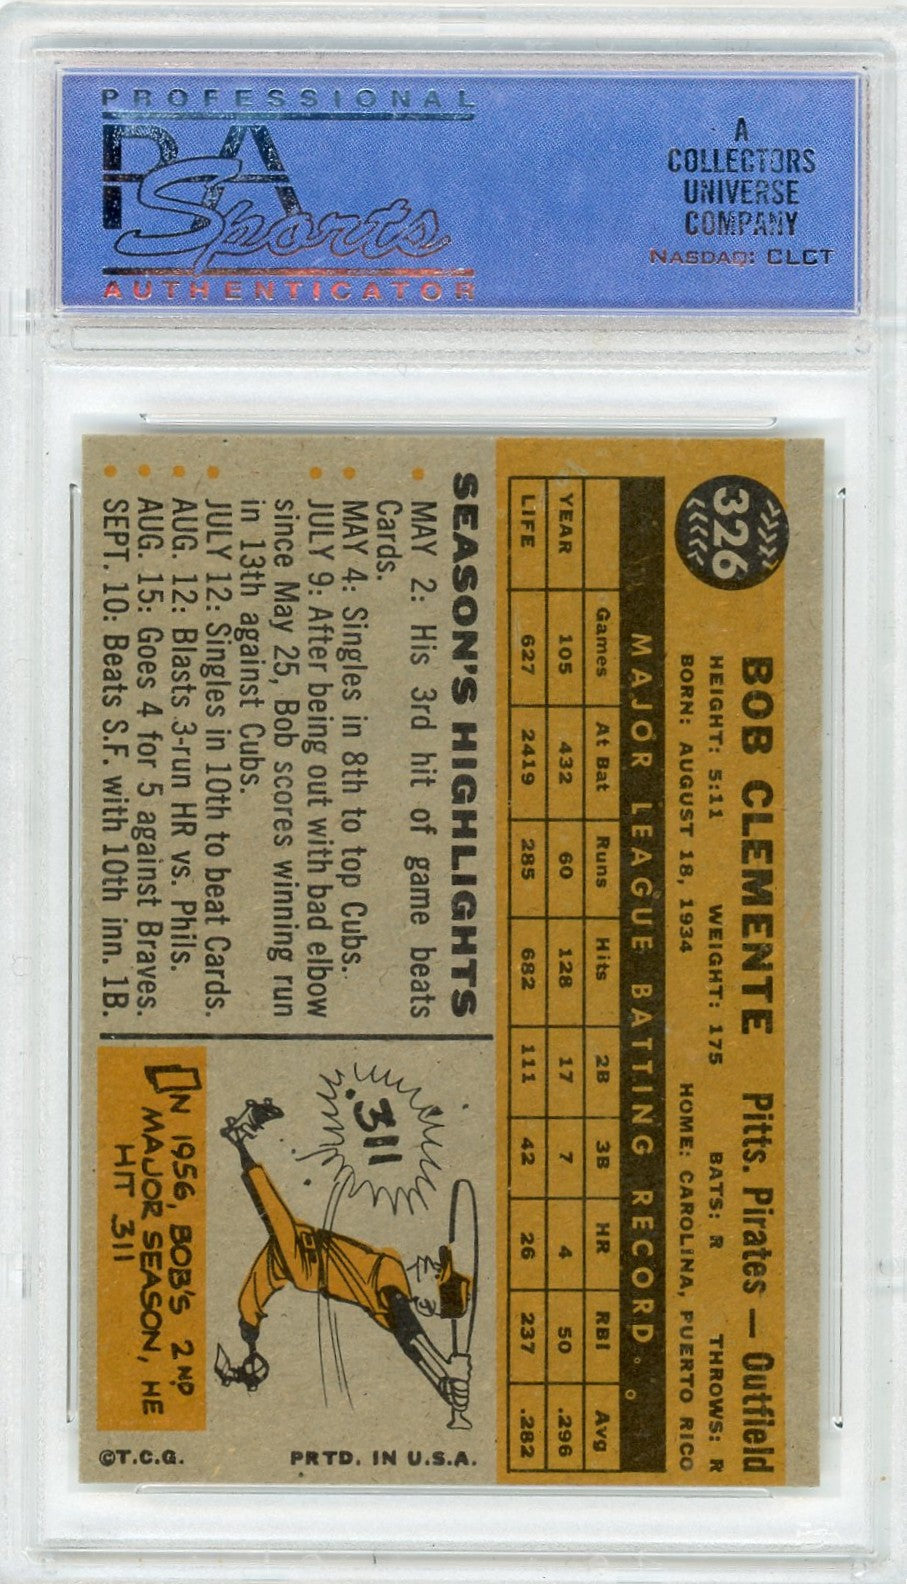 PROFESSIONAL
PSA
Sports
AUTHENTICATOR
A
COLLECTORS
UNIVERSE
COMPANY
NASDAQ: CLCT
326
BOB CLEMENTE Pitts. Pirates — Outfield
HEIGHT: 5:11 WEIGHT: 175 BATS: R THROWS: R
BORN: AUGUST 18, 1934 HOME: CAROLINA, PUERTO RICO
MAJOR LEAGUE BATTING RECORD..
Games At Bat Runs Hits 2B 3B HR RBI Avg
YEAR 105 432 60 128 17 7 4 50 .296
LIFE 627 2419 285 682 111 42 26 237 .282
SEASON'S HIGHLIGHTS
MAY 2: His 3rd hit of game beats
Cards.
MAY 4: Singles in 8th to top Cubs.
JULY 9: After being out with bad elbow
since May 25, Bob scores winning run
in 13th against Cubs.
JULY 12: Singles in 10th to beat Cards.
AUG. 12: Blasts 3-run HR vs. Phils.
AUG. 15: Goes 4 for 5 against Braves.
SEPT. 10: Beats S.F. with 10th inn. 1B.
.311
IN 1956, BOB'S 2ND
MAJOR SEASON, HE
HIT .311
©T.C.G. PRTD. IN U.S.A.